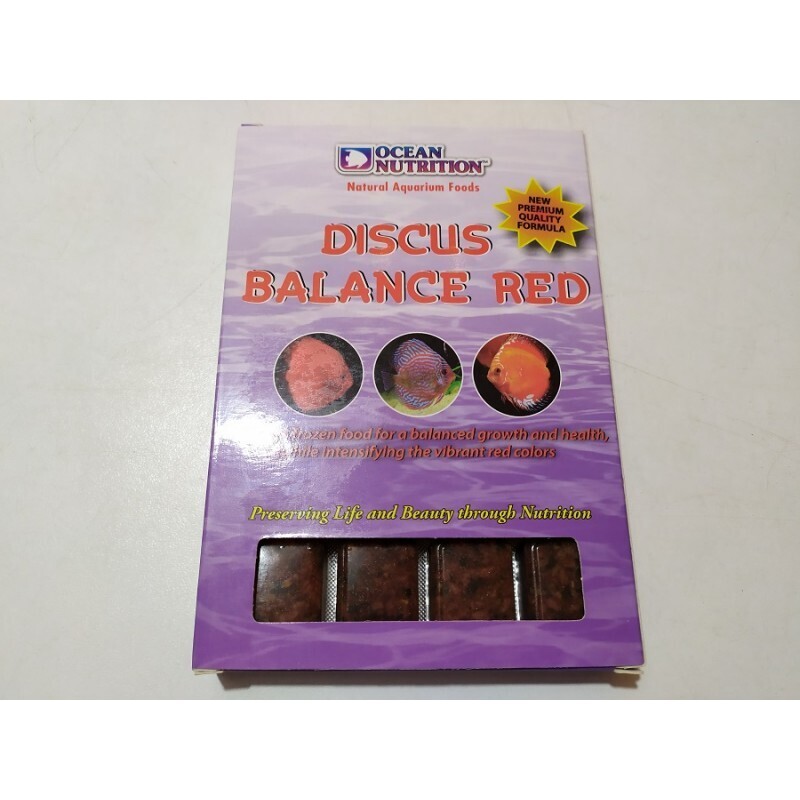 OCEAN
NUTRITION™
Natural Aquarium Foods
NEW
PREMIUM
QUALITY
FORMULA
DISCUS
BALANCE RED
frozen food for a balanced growth and health,
while intensifying the vibrant red colors
Preserving Life and Beauty through Nutrition